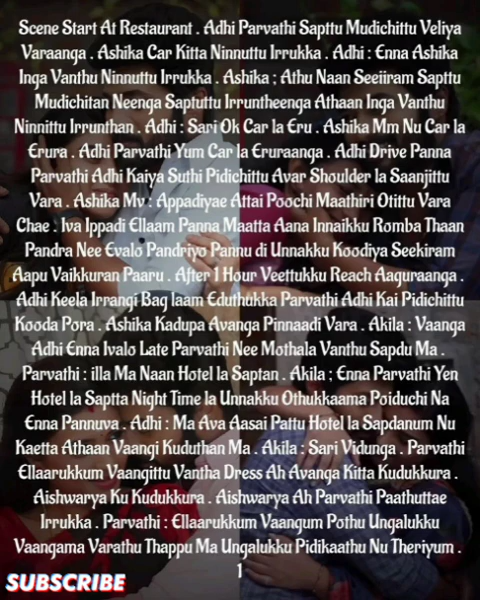 Scene Start At Restaurant . Adhi Parvathi Sapttu Mudichittu Veliya
Varaanga . Ashika Car Kitta Ninnuttu Irrukka . Adhi : Enna Ashika
Inga Vanthu Ninnuttu Irrukka . Ashika ; Athu Naan Seeiiram Sapttu
Mudichitan Neenga Saptuttu Irruntheenga Athaan Inga Vanthu
Ninnittu Irrunthan . Adhi : Sari Ok Car la Eru . Ashika Mm Nu Car la
Erura . Adhi Parvathi Yum Car la Eruraanga . Adhi Drive Panna
Parvathi Adhi Kaiya Suthi Pidichittu Avar Shoulder la Saanjittu
Vara . Ashika Mv : Appadiyae Attai Poochi Maathiri Otittu Vara
Chae . Iva Ippadi Ellaam Panna Maatta Aana Innaikku Romba Thaan
Pandra Nee Evalo Pandriyo Pannu di Unnakku Koodiya Seekiram
Aapu Vaikkuran Paaru . After 1 Hour Veettukku Reach Aaguraanga .
Adhi Keela Irrangi Bag laam Eduthukka Parvathi Adhi Kai Pidichittu
Kooda Pora . Ashika Kadupa Avanga Pinnaadi Vara . Akila : Vaanga
Adhi Enna Ivalo Late Parvathi Nee Mothala Vanthu Sapdu Ma .
Parvathi : illa Ma Naan Hotel la Saptan . Akila ; Enna Parvathi Yen
Hotel la Saptta Night Time la Unnakku Othukkaama Poiduchi Na
Enna Pannuva . Adhi : Ma Ava Aasai Pattu Hotel la Sapdanum Nu
Kaetta Athaan Vaangi Kuduthan Ma . Akila : Sari Vidunga . Parvathi
Ellaarukkum Vaangittu Vantha Dress Ah Avanga Kitta Kudukkura .
Aishwarya Ku Kudukkura . Aishwarya Ah Parvathi Paathuttae
Irrukka . Parvathi : Ellaarukkum Vaangum Pothu Ungalukku
Vaangama Varathu Thappu Ma Ungalukku Pidikaathu Nu Theriyum .
1
SUBSCRIBE